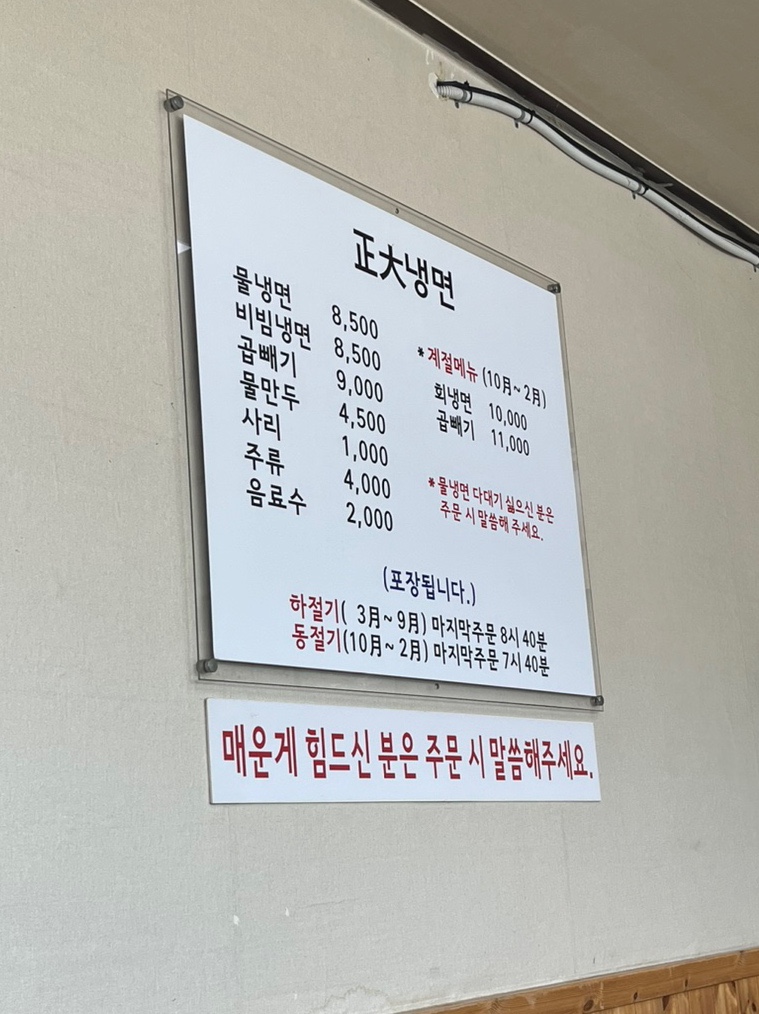 正大냉면
물냉면 8,500
비빔냉면 8,500
곱빼기 9,000
물만두 4,500
사리 1,000
주류 4,000
음료수 2,000
*계절메뉴 (10月~2月)
회냉면 10,000
곱빼기 11,000
*물냉면 다대기 싫으신 분은
주문 시 말씀해 주세요.
(포장됩니다.)
하절기( 3月~9月) 마지막주문 8시 40분
동절기(10月~2月) 마지막주문 7시 40분
매운게 힘드신 분은 주문 시 말씀해주세요.